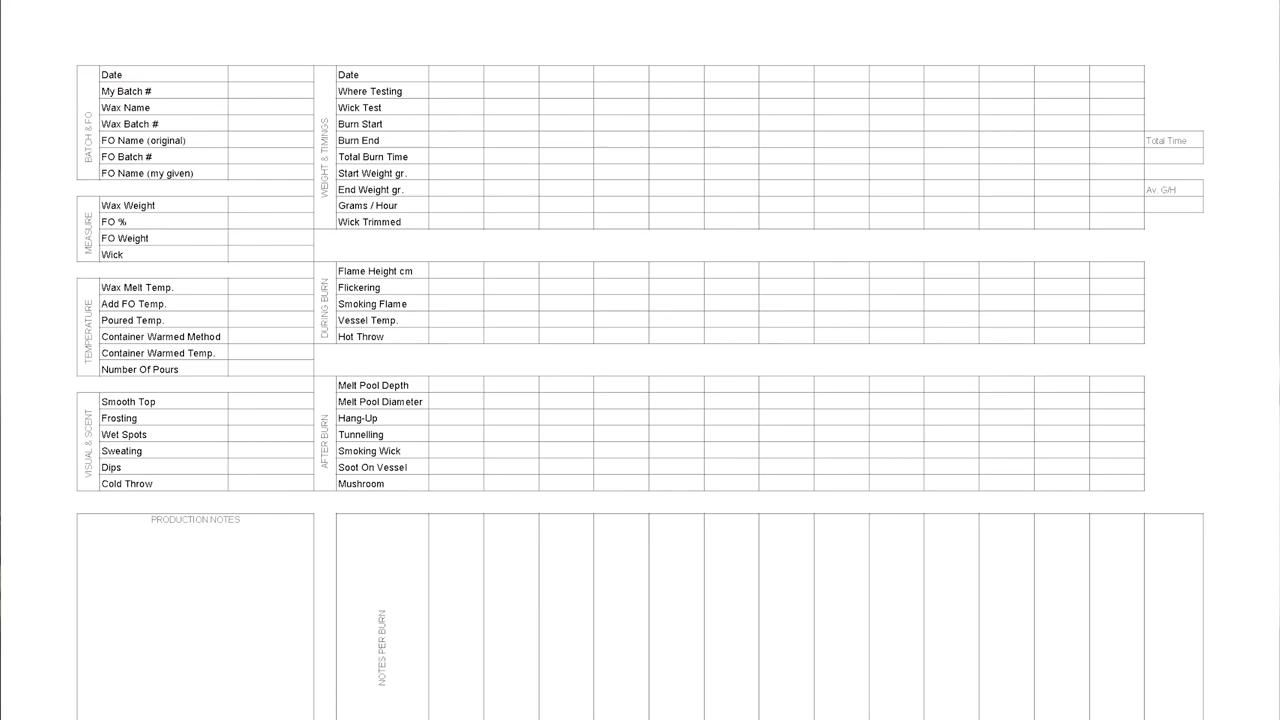 BATCH & FO
Date
My Batch #
Wax Name
Wax Batch #
FO Name (original)
FO Batch #
FO Name (my given)
MEASURE
Wax Weight
FO %
FO Weight
Wick
TEMPERATURE
Wax Melt Temp.
Add FO Temp.
Poured Temp.
Container Warmed Method
Container Warmed Temp.
Number Of Pours
VISUAL & SCENT
Smooth Top
Frosting
Wet Spots
Sweating
Dips
Cold Throw
PRODUCTION NOTES
WEIGHT & TIMINGS
Date
Where Testing
Wick Test
Burn Start
Burn End
Total Burn Time
Start Weight gr.
End Weight gr.
Grams / Hour
Wick Trimmed
Total Time
Av. G/H
DURING BURN
Flame Height cm
Flickering
Smoking Flame
Vessel Temp.
Hot Throw
AFTER BURN
Melt Pool Depth
Melt Pool Diameter
Hang-Up
Tunnelling
Smoking Wick
Soot On Vessel
Mushroom
NOTES PER BURN